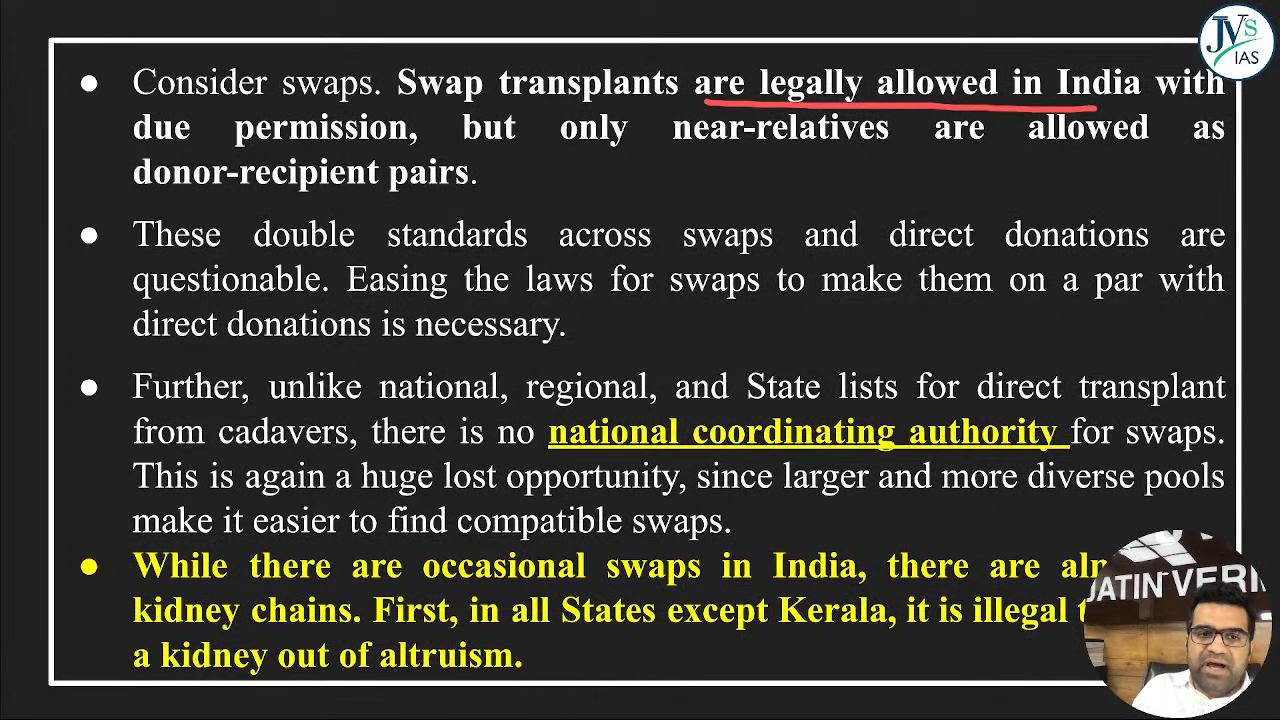 JVS
IAS
● Consider swaps. Swap transplants are legally allowed in India with
due permission, but only near-relatives are allowed as
donor-recipient pairs.
● These double standards across swaps and direct donations are
questionable. Easing the laws for swaps to make them on a par with
direct donations is necessary.
● Further, unlike national, regional, and State lists for direct transplant
from cadavers, there is no national coordinating authority for swaps.
This is again a huge lost opportunity, since larger and more diverse pools
make it easier to find compatible swaps.
● While there are occasional swaps in India, there are
kidney chains. First, in all States except Kerala, it is illegal
a kidney out of altruism.
JATIN VER